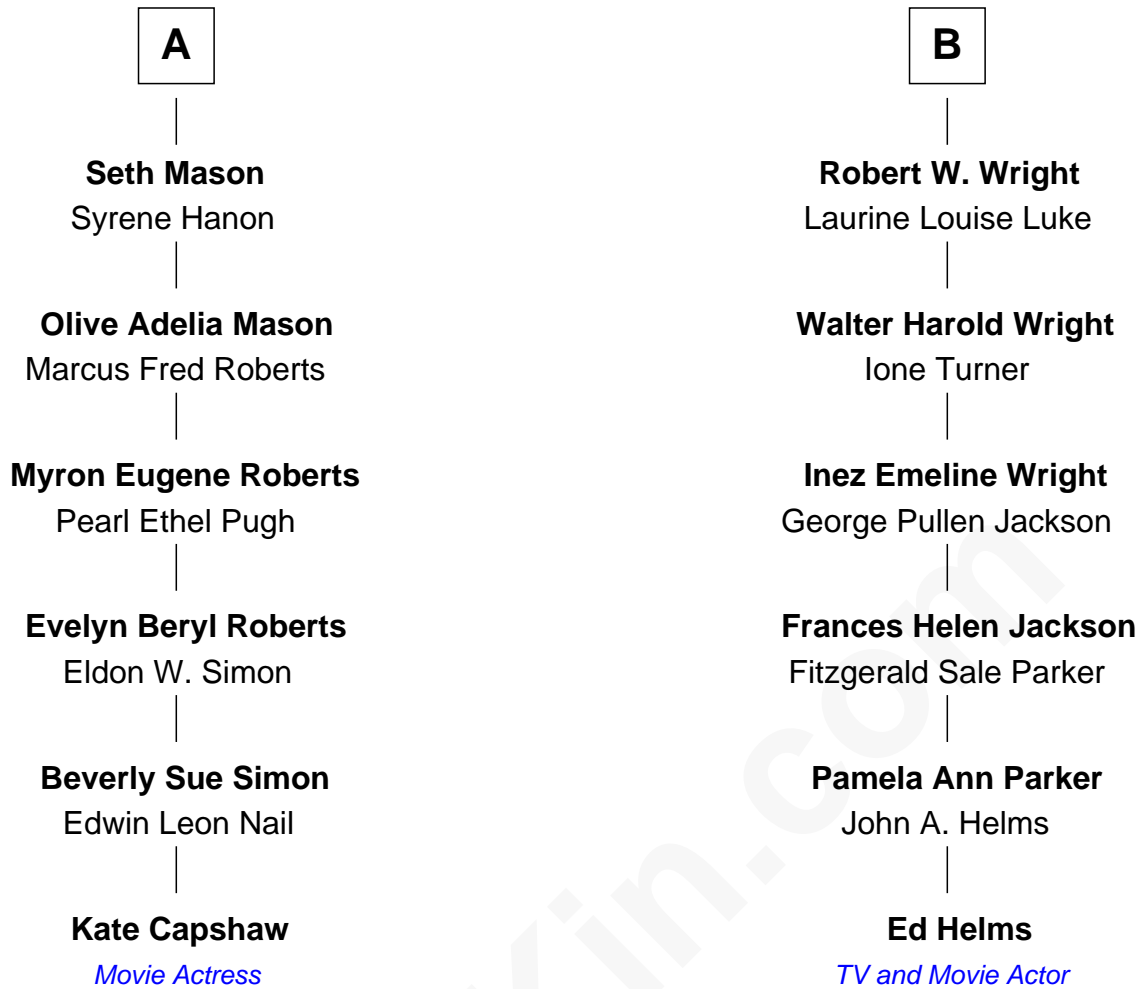 A
Seth Mason
Syrene Hanon
Olive Adelia Mason
Marcus Fred Roberts
Myron Eugene Roberts
Pearl Ethel Pugh
Evelyn Beryl Roberts
Eldon W. Simon
Beverly Sue Simon
Edwin Leon Nail
Kate Capshaw
Movie Actress
B
Robert W. Wright
Laurine Louise Luke
Walter Harold Wright
Ione Turner
Inez Emeline Wright
George Pullen Jackson
Frances Helen Jackson
Fitzgerald Sale Parker
Pamela Ann Parker
John A. Helms
Ed Helms
TV and Movie Actor
Kin.com